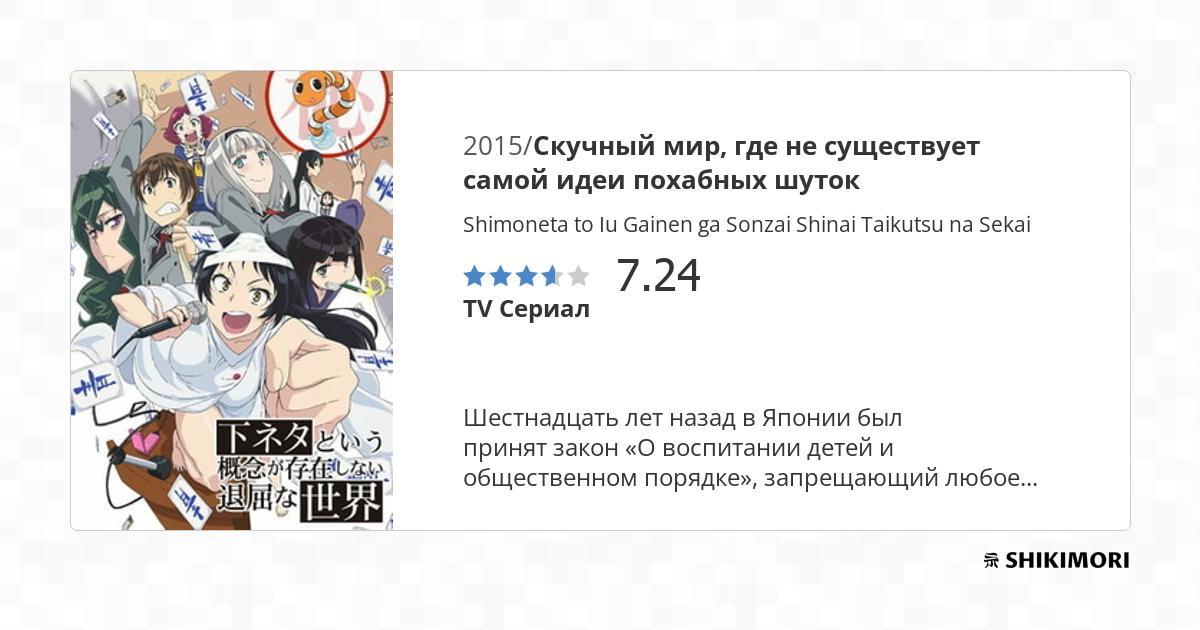 下ネタという
概念が存在しない
退屈な世界
2015/Скучный мир, где не существует
самой идеи похабных шуток
Shimoneta to Iu Gainen ga Sonzai Shinai Taikutsu na Sekai
7.24
TV Сериал
Шестнадцать лет назад в Японии был
принят закон «О воспитании детей и
общественном порядке», запрещающий любое...
SHIKIMORI